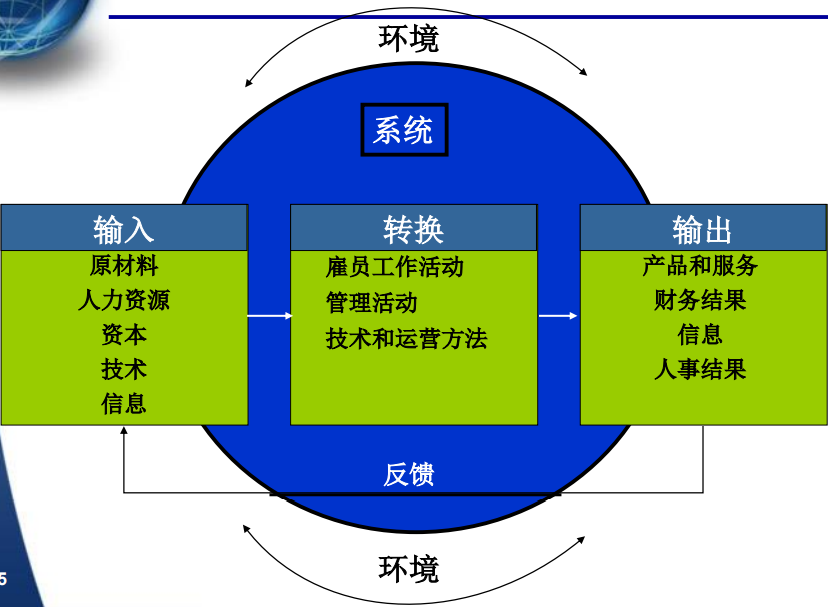 环境
系统
输入
原材料
人力资源
资本
技术
信息
转换
雇员工作活动
管理活动
技术和运营方法
输出
产品和服务
财务结果
信息
人事结果
反馈
环境
5